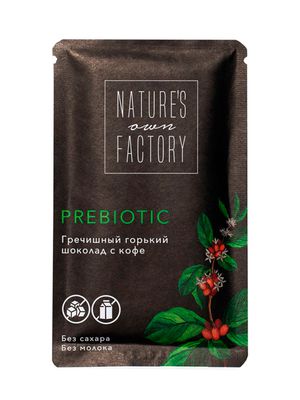 NATURE'S
own
FACTORY
PREBIOTIC
Гречишный горький
шоколад с кофе
Без сахара
Без молока